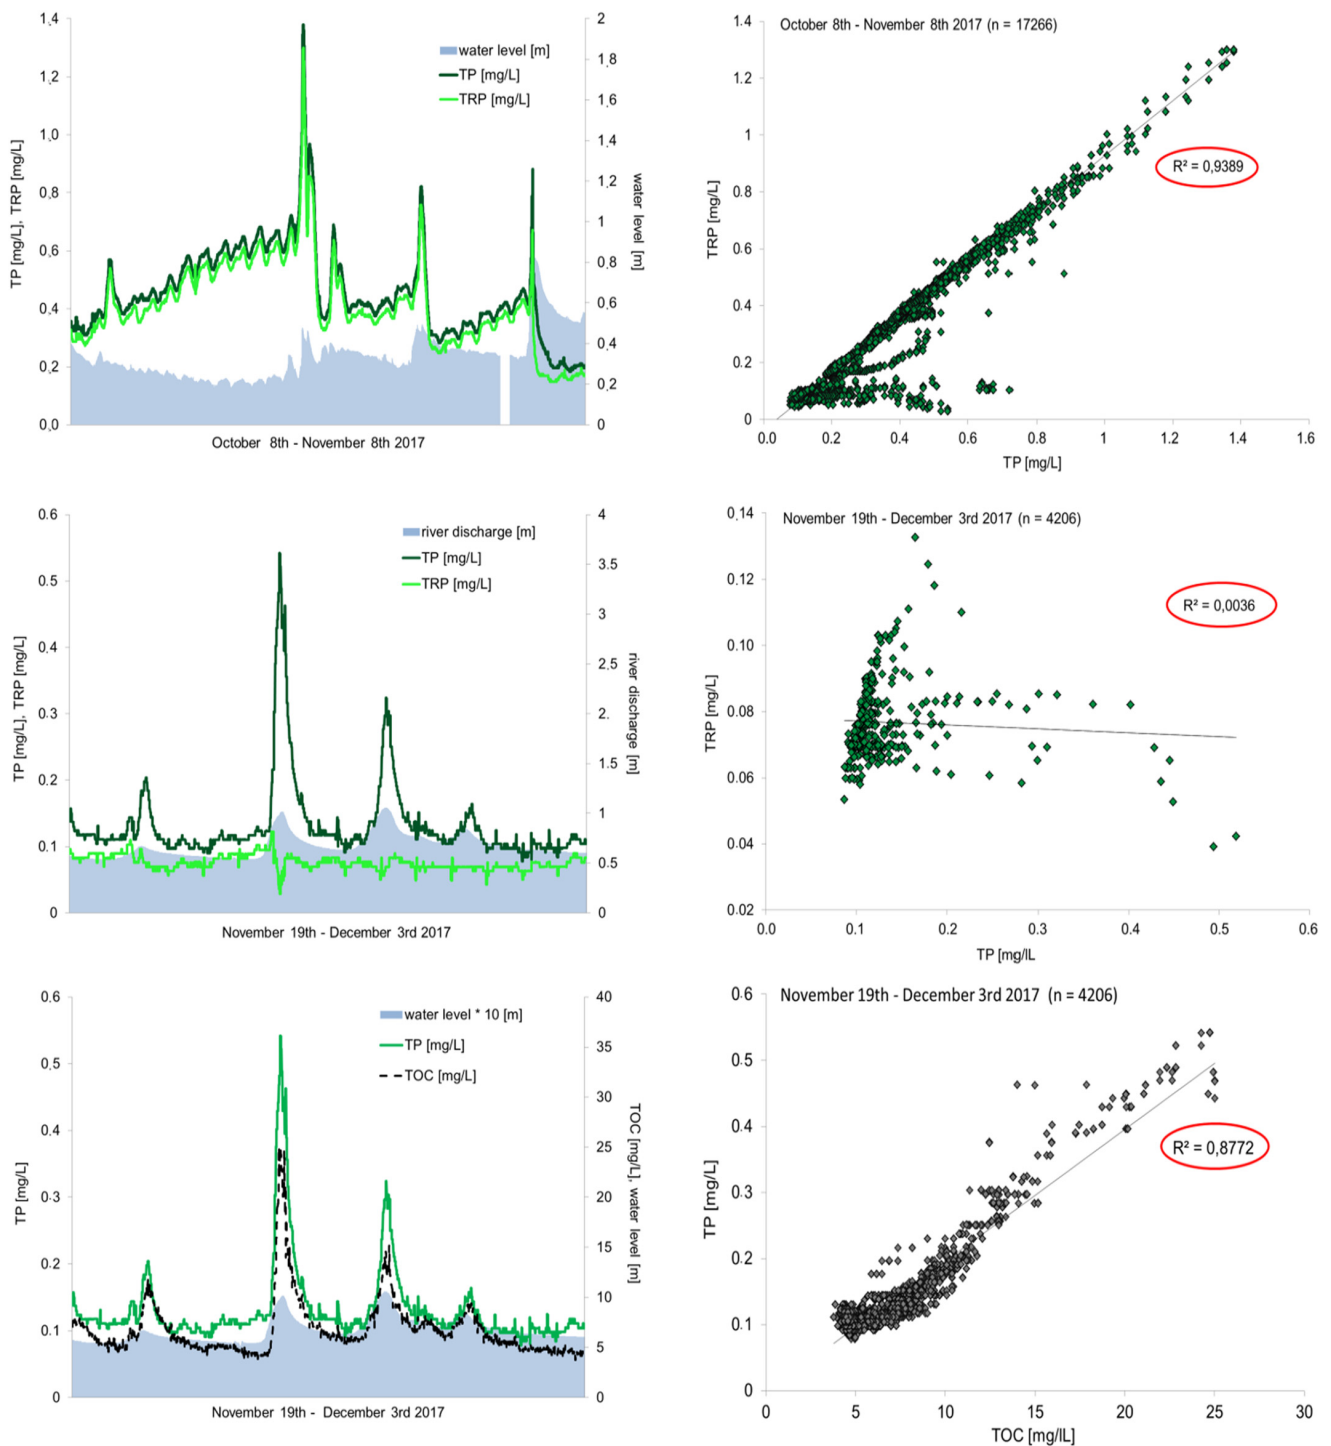 1,4
1,2
1,0
0,8
0,6
0,4
0,2
0,0
TP [mg/L], TRP [mg/L]
water level [m]
TP [mg/L]
TRP [mg/L]
2
1,8
1,6
1,4
1,2
1
0,8
0,6
0,4
0,2
0
water level [m]
October 8th - November 8th 2017
October 8th - November 8th 2017 (n = 17266)
1.4
1.2
1
0.8
0.6
0.4
0.2
0
TRP [mg/L]
R² = 0,9389
0.0 0.2 0.4 0.6 0.8 1 1.2 1.4 1.6
TP [mg/L]
0.6
0.5
0.4
0.3
0.2
0.1
0
TP [mg/L], TRP [mg/L]
river discharge [m]
TP [mg/L]
TRP [mg/L]
4
3.5
3
2.5
2
1.5
1
0.5
0
river discharge [m]
November 19th - December 3rd 2017
November 19th - December 3rd 2017 (n = 4206)
0,14
0,12
0,10
0.08
0.06
0.04
0.02
TRP [mg/L]
R² = 0,0036
0.0 0.1 0.2 0.3 0.4 0.5 0.6
TP [mg/lL
0.6
0.5
0.4
0.3
0.2
0.1
0
TP [mg/L]
water level * 10 [m]
TP [mg/L]
TOC [mg/L]
40
35
30
25
20
15
10
5
0
TOC [mg/L], water level [m]
November 19th - December 3rd 2017
November 19th - December 3rd 2017 (n = 4206)
0.6
0.5
0.4
0.3
0.2
0.1
0
TP [mg/L]
R² = 0,8772
0 5 10 15 20 25 30
TOC [mg/lL]